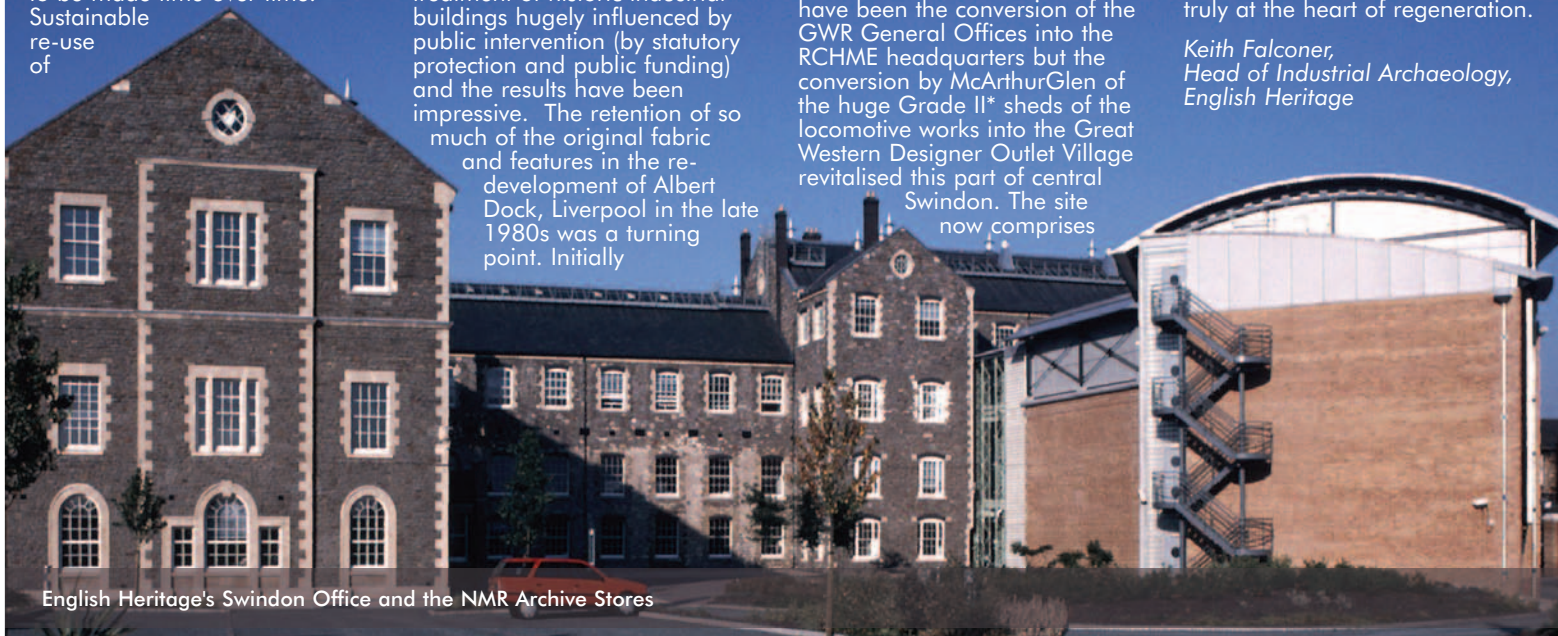 Sustainable
re-use
of
buildings hugely influenced by
public intervention (by statutory
protection and public funding)
and the results have been
impressive. The retention of so
much of the original fabric
and features in the re-
development of Albert
Dock, Liverpool in the late
1980s was a turning
point. Initially
have been the conversion of the
GWR General Offices into the
RCHME headquarters but the
conversion by McArthurGlen of
the huge Grade II* sheds of the
locomotive works into the Great
Western Designer Outlet Village
revitalised this part of central
Swindon. The site
now comprises
truly at the heart of regeneration.
Keith Falconer,
Head of Industrial Archaeology,
English Heritage
English Heritage's Swindon Office and the NMR Archive Stores